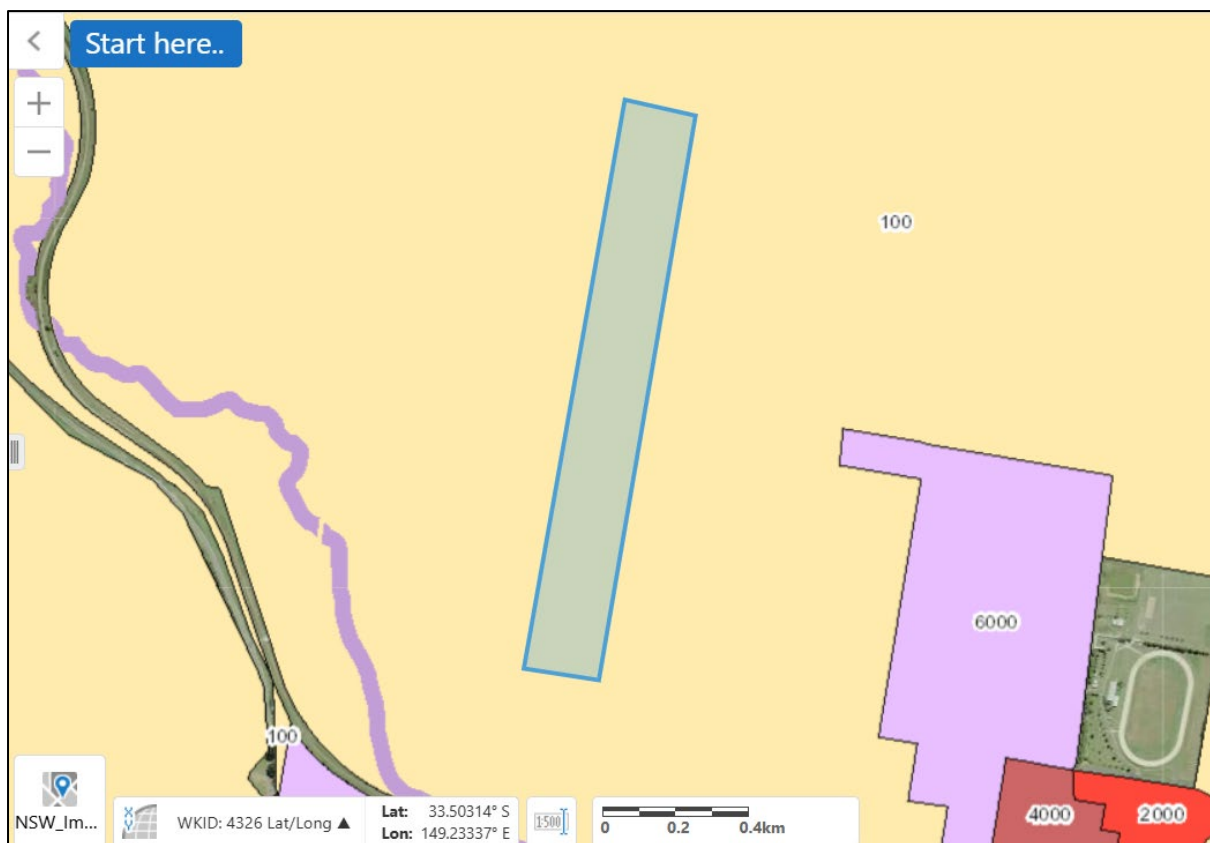 Start here..
+
−
100
6000
100
4000
2000
NSW_Im...
WKID: 4326 Lat/Long ▲
Lat: 33.50314° S
Lon: 149.23337° E
X Y
1:500
0 0.2 0.4km